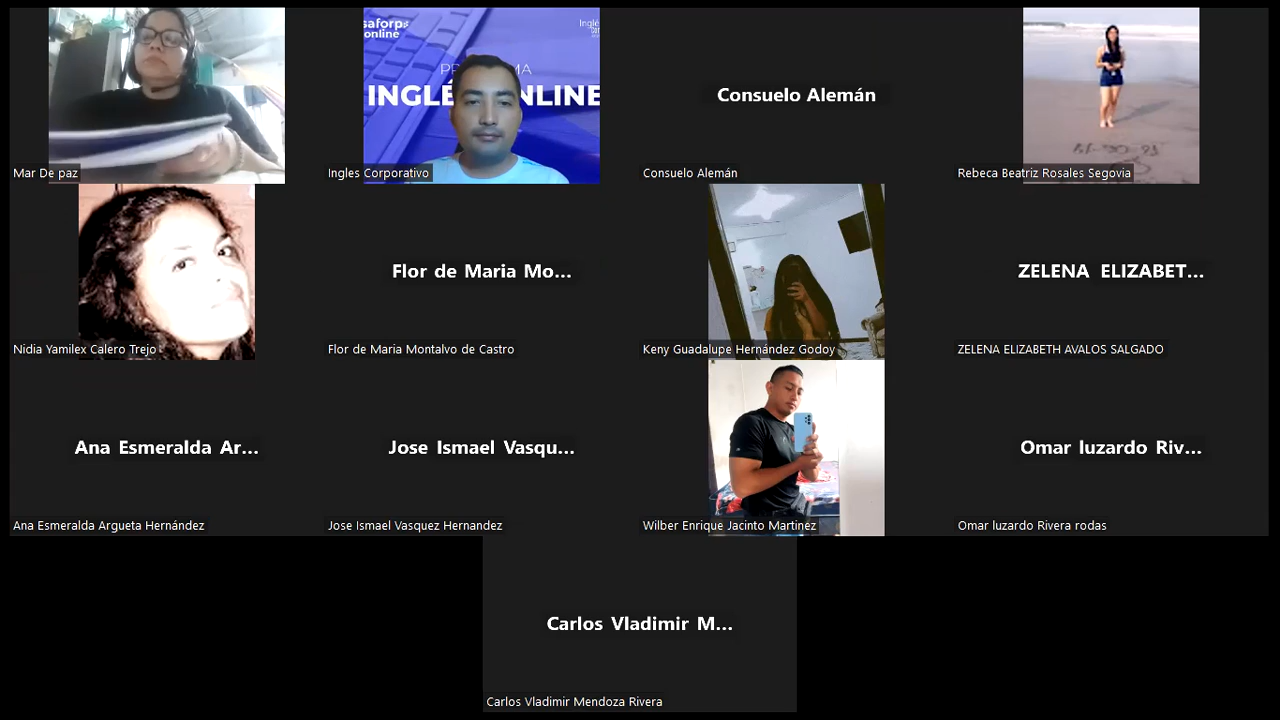 saforp
online
Inglé
INGLÉ NLINE
Mar De paz
Ingles Corporativo
Consuelo Alemán
Consuelo Alemán
Rebeca Beatriz Rosales Segovia
Nidia Yamilex Calero Trejo
Flor de Maria Mo...
Flor de Maria Montalvo de Castro
Keny Guadalupe Hernández Godoy
ZELENA ELIZABET...
ZELENA ELIZABETH AVALOS SALGADO
Ana Esmeralda Ar...
Ana Esmeralda Argueta Hernández
Jose Ismael Vasqu...
Jose Ismael Vasquez Hernandez
Wilber Enrique Jacinto Martinez
Omar luzardo Riv...
Omar luzardo Rivera rodas
Carlos Vladimir M...
Carlos Vladimir Mendoza Rivera